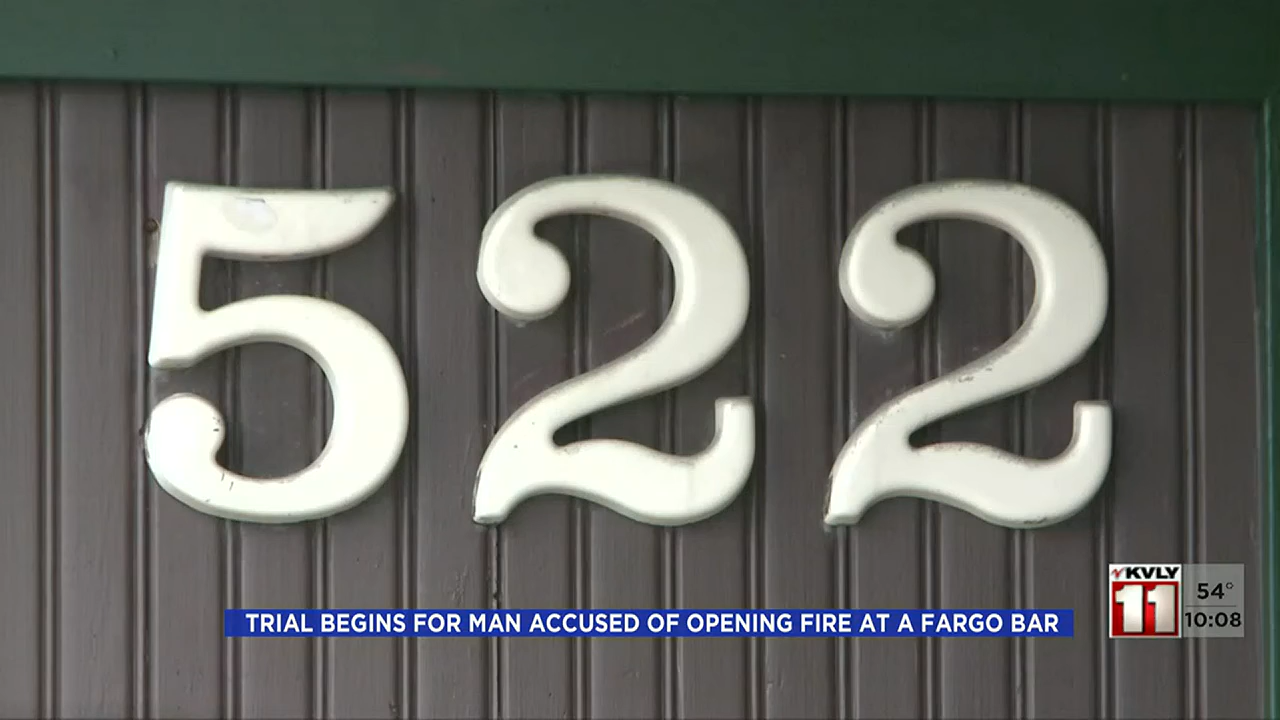 522
TRIAL BEGINS FOR MAN ACCUSED OF OPENING FIRE AT A FARGO BAR
KVLY
11
54°
10:08